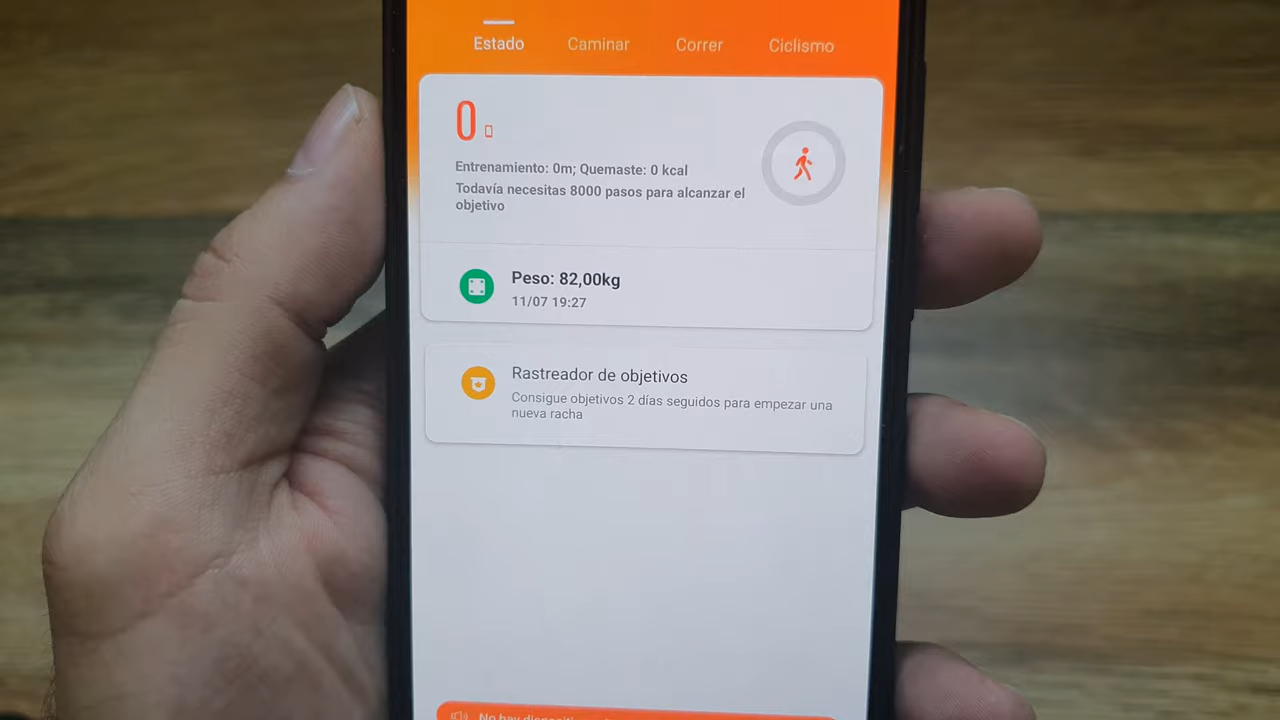 Estado Caminar Correr Ciclismo
0
Entrenamiento: 0m; Quemaste: 0 kcal
Todavía necesitas 8000 pasos para alcanzar el
objetivo
Peso: 82,00kg
11/07 19:27
Rastreador de objetivos
Consigue objetivos 2 días seguidos para empezar una
nueva racha
No hay